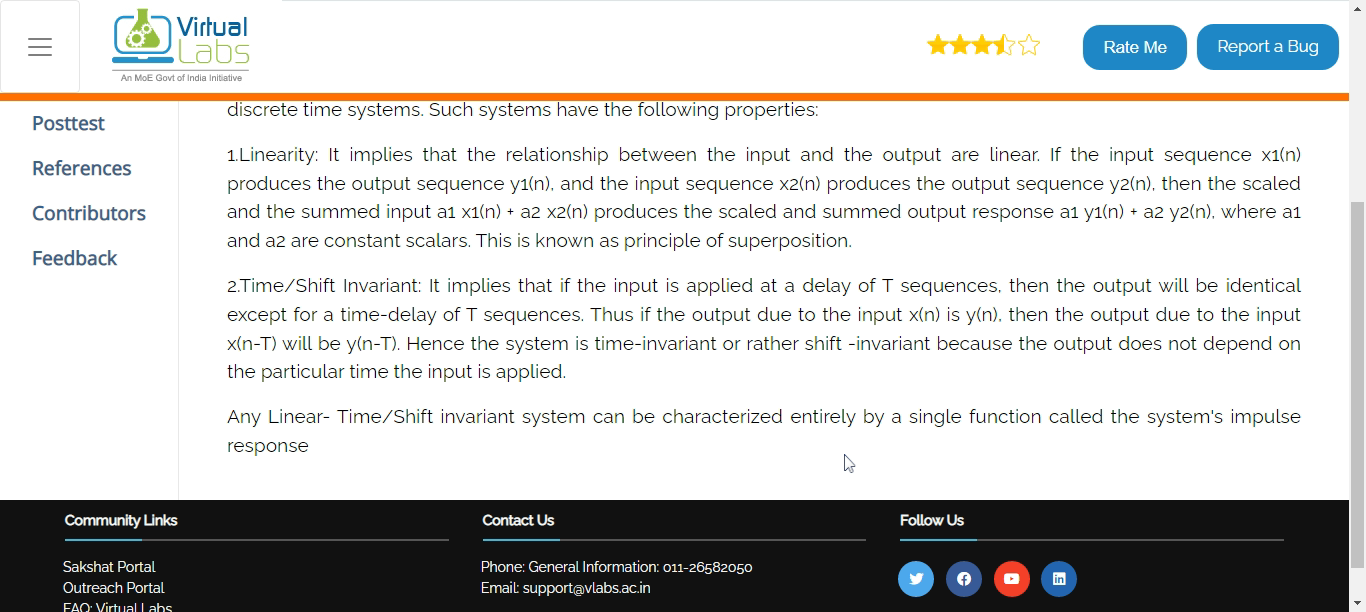 Virtual
Labs
An MoE Govt of India Initiative
Rate Me
Report a Bug
Posttest
References
Contributors
Feedback
discrete time systems. Such systems have the following properties:
1.Linearity: It implies that the relationship between the input and the output are linear. If the input sequence x1(n)
produces the output sequence y1(n), and the input sequence x2(n) produces the output sequence y2(n), then the scaled
and the summed input a1 x1(n) + a2 x2(n) produces the scaled and summed output response a1 y1(n) + a2 y2(n), where a1
and a2 are constant scalars. This is known as principle of superposition.
2.Time/Shift Invariant: It implies that if the input is applied at a delay of T sequences, then the output will be identical
except for a time-delay of T sequences. Thus if the output due to the input x(n) is y(n), then the output due to the input
x(n-T) will be y(n-T). Hence the system is time-invariant or rather shift -invariant because the output does not depend on
the particular time the input is applied.
Any Linear- Time/Shift invariant system can be characterized entirely by a single function called the system's impulse
response
Community Links
Sakshat Portal
Outreach Portal
FAQ: Virtual Labs
Contact Us
Phone: General Information: 011-26582050
Email: support@vlabs.ac.in
Follow Us